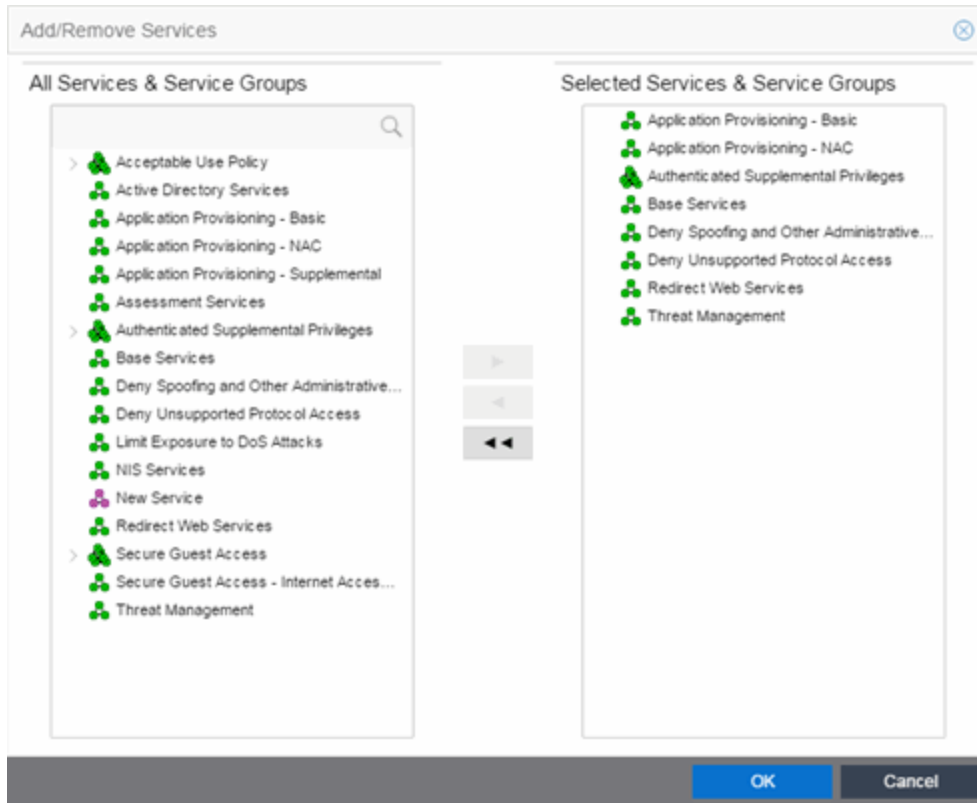 Add/Remove Services
All Services & Service Groups
Acceptable Use Policy
Active Directory Services
Application Provisioning - Basic
Application Provisioning - NAC
Application Provisioning - Supplemental
Assessment Services
Authenticated Supplemental Privileges
Base Services
Deny Spoofing and Other Administrative...
Deny Unsupported Protocol Access
Limit Exposure to DoS Attacks
NIS Services
New Service
Redirect Web Services
Secure Guest Access
Secure Guest Access - Internet Acces...
Threat Management
Selected Services & Service Groups
Application Provisioning - Basic
Application Provisioning - NAC
Authenticated Supplemental Privileges
Base Services
Deny Spoofing and Other Administrative...
Deny Unsupported Protocol Access
Redirect Web Services
Threat Management
OK
Cancel